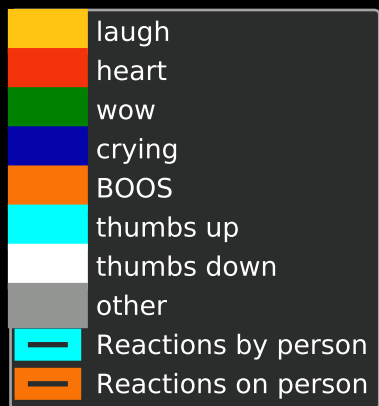 laugh
heart
wow
crying
BOOS
thumbs up
thumbs down
other
Reactions by person
Reactions on person